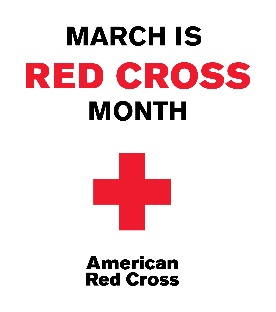 MARCH IS
RED CROSS
MONTH
American
Red Cross